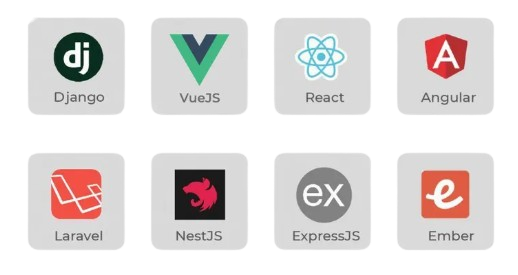 dj
Django
VueJS
React
A
Angular
Laravel
NestJS
ex
ExpressJS
e
Ember